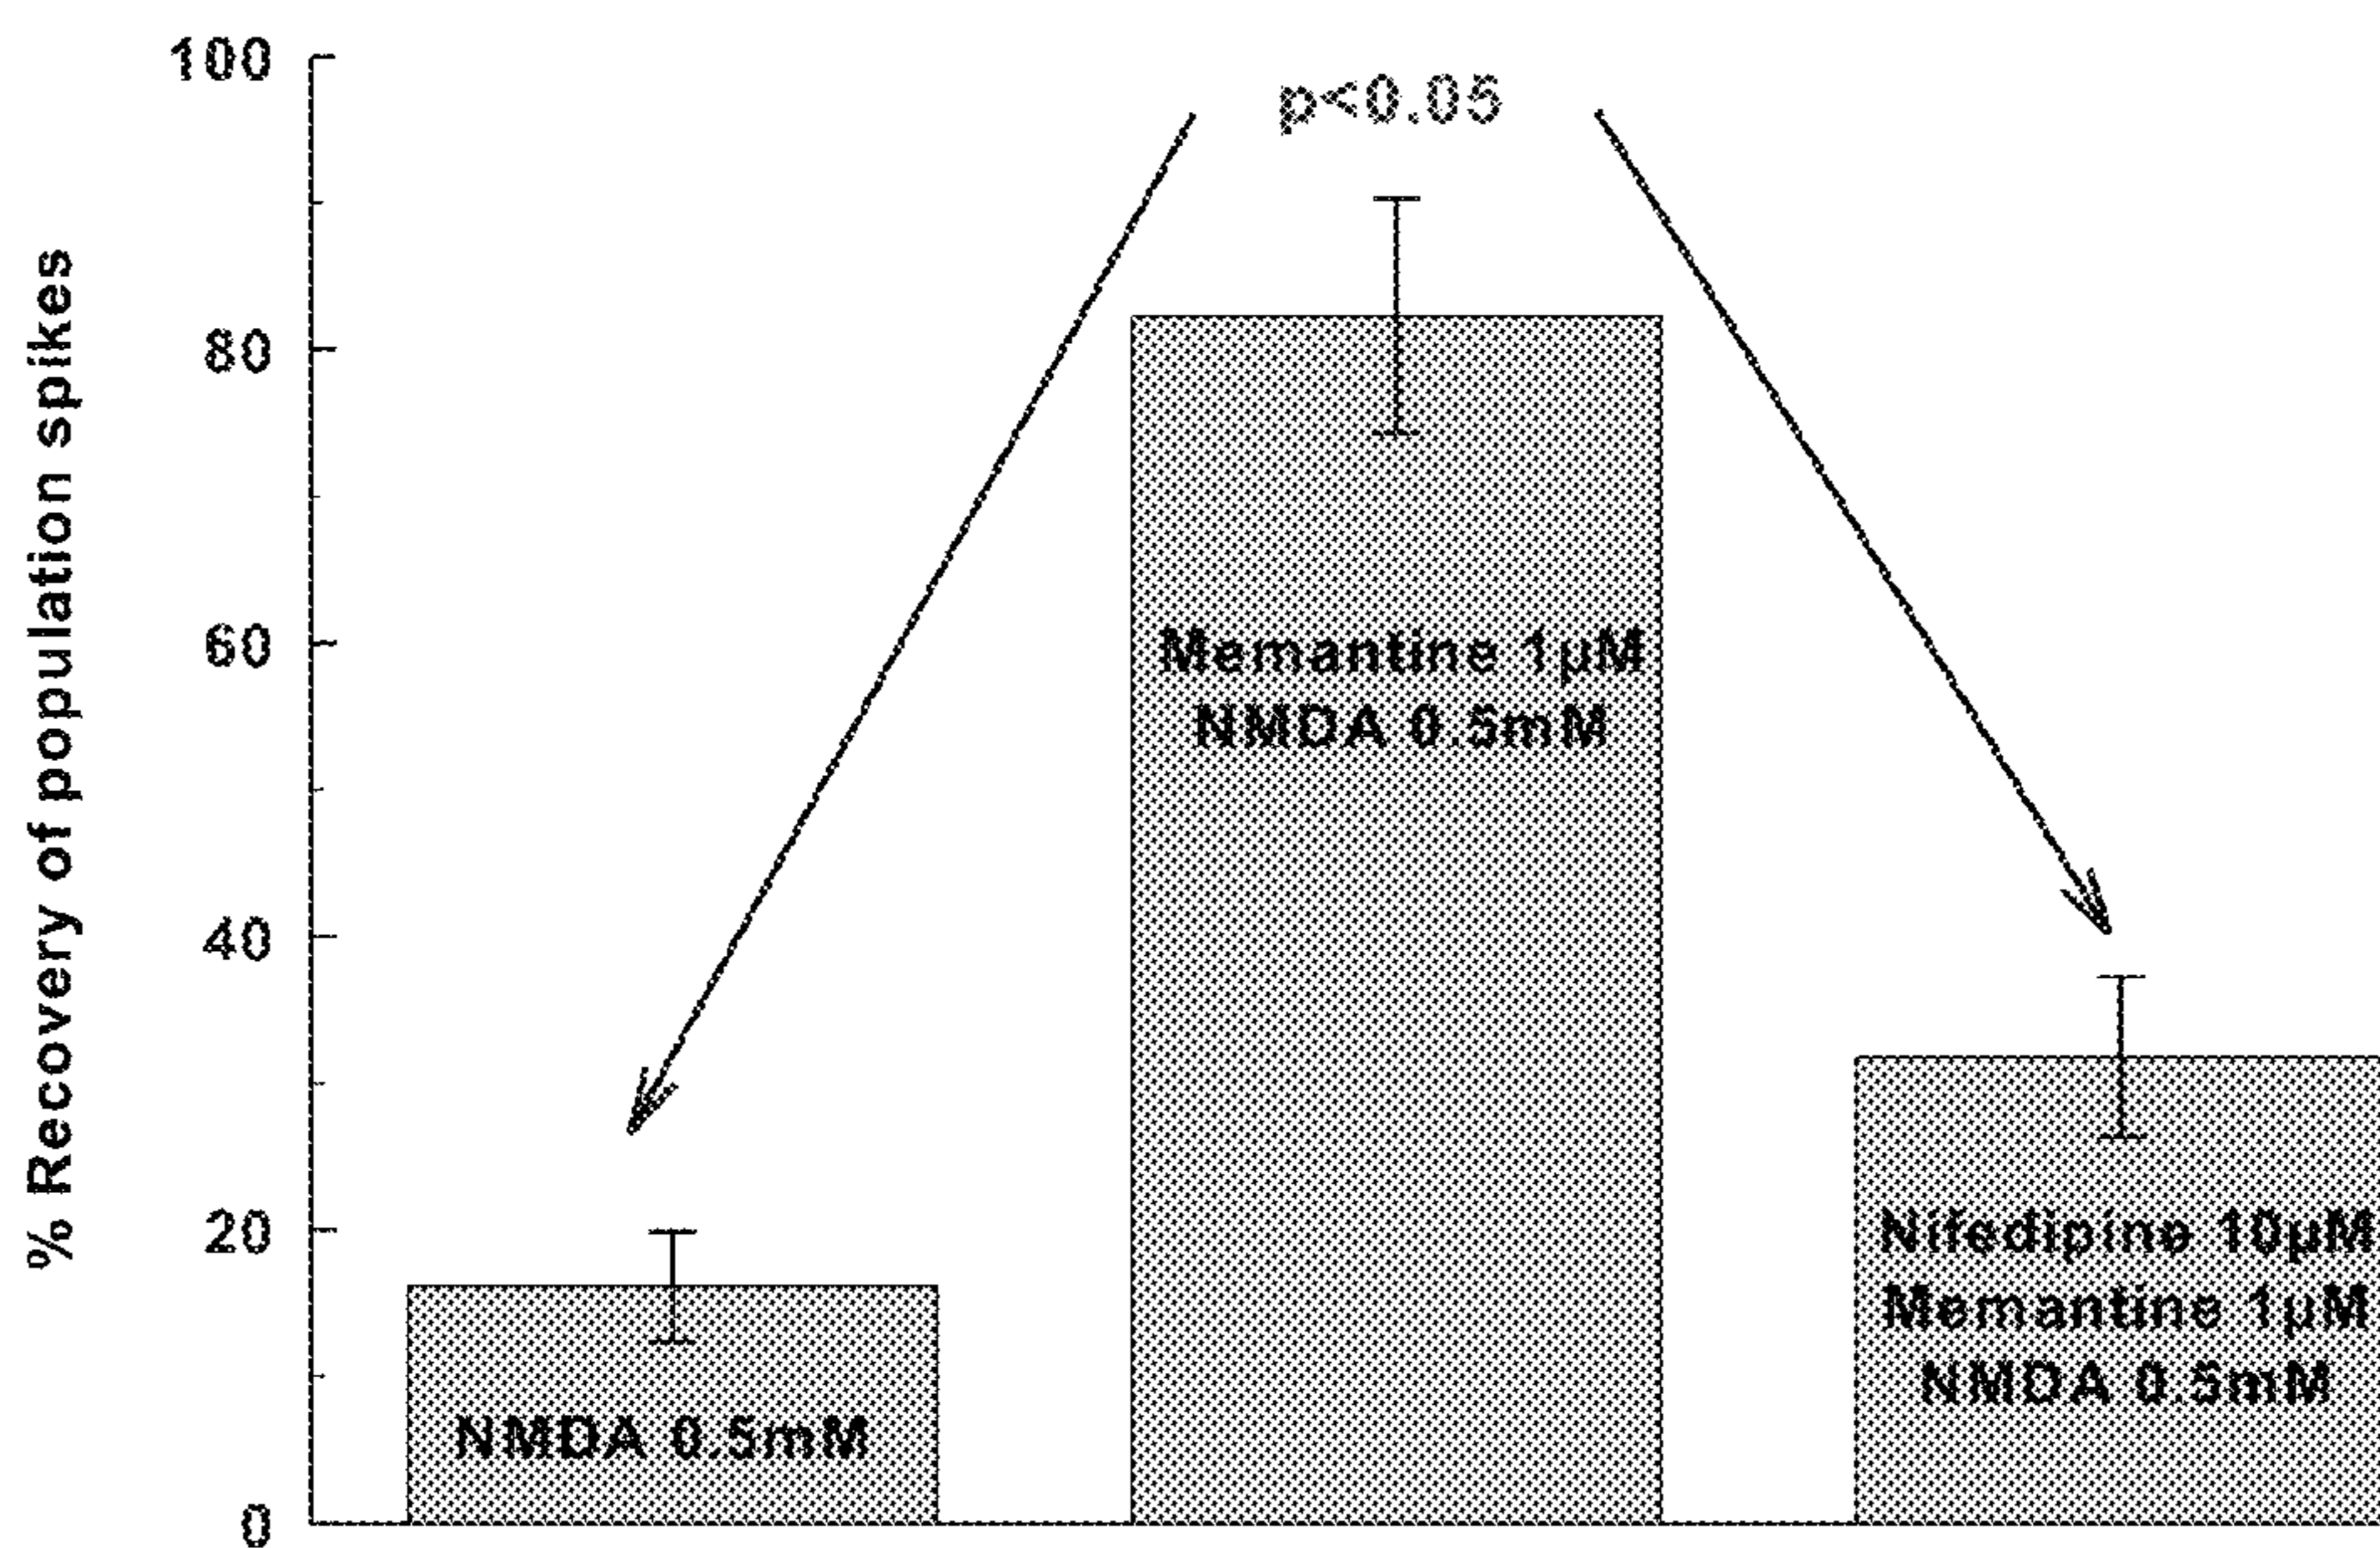 % Recovery of population spikes
100
80
60
40
20
0
p<0.05
NMDA 0.5mM
Memantine 1µM
NMDA 0.5mM
Nifedipine 10µM
Memantine 1µM
NMDA 0.5mM